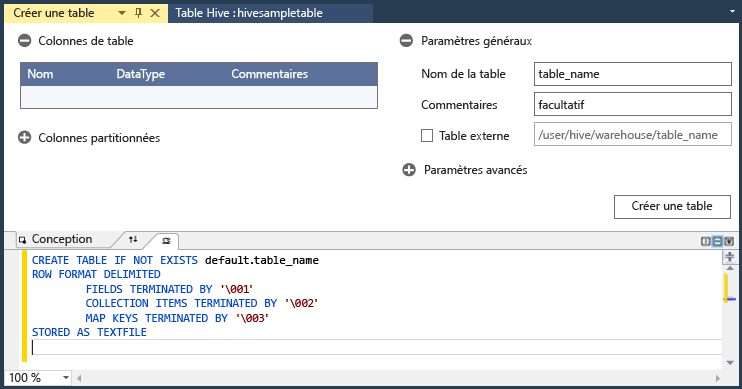 Créer une table
Table Hive : hivesampletable
Colonnes de table
Nom DataType Commentaires
Colonnes partitionnées
Paramètres généraux
Nom de la table table_name
Commentaires facultatif
Table externe /user/hive/warehouse/table_name
Paramètres avancés
Créer une table
Conception
CREATE TABLE IF NOT EXISTS default.table_name
ROW FORMAT DELIMITED
FIELDS TERMINATED BY '\001'
COLLECTION ITEMS TERMINATED BY '\002'
MAP KEYS TERMINATED BY '\003'
STORED AS TEXTFILE
100 %